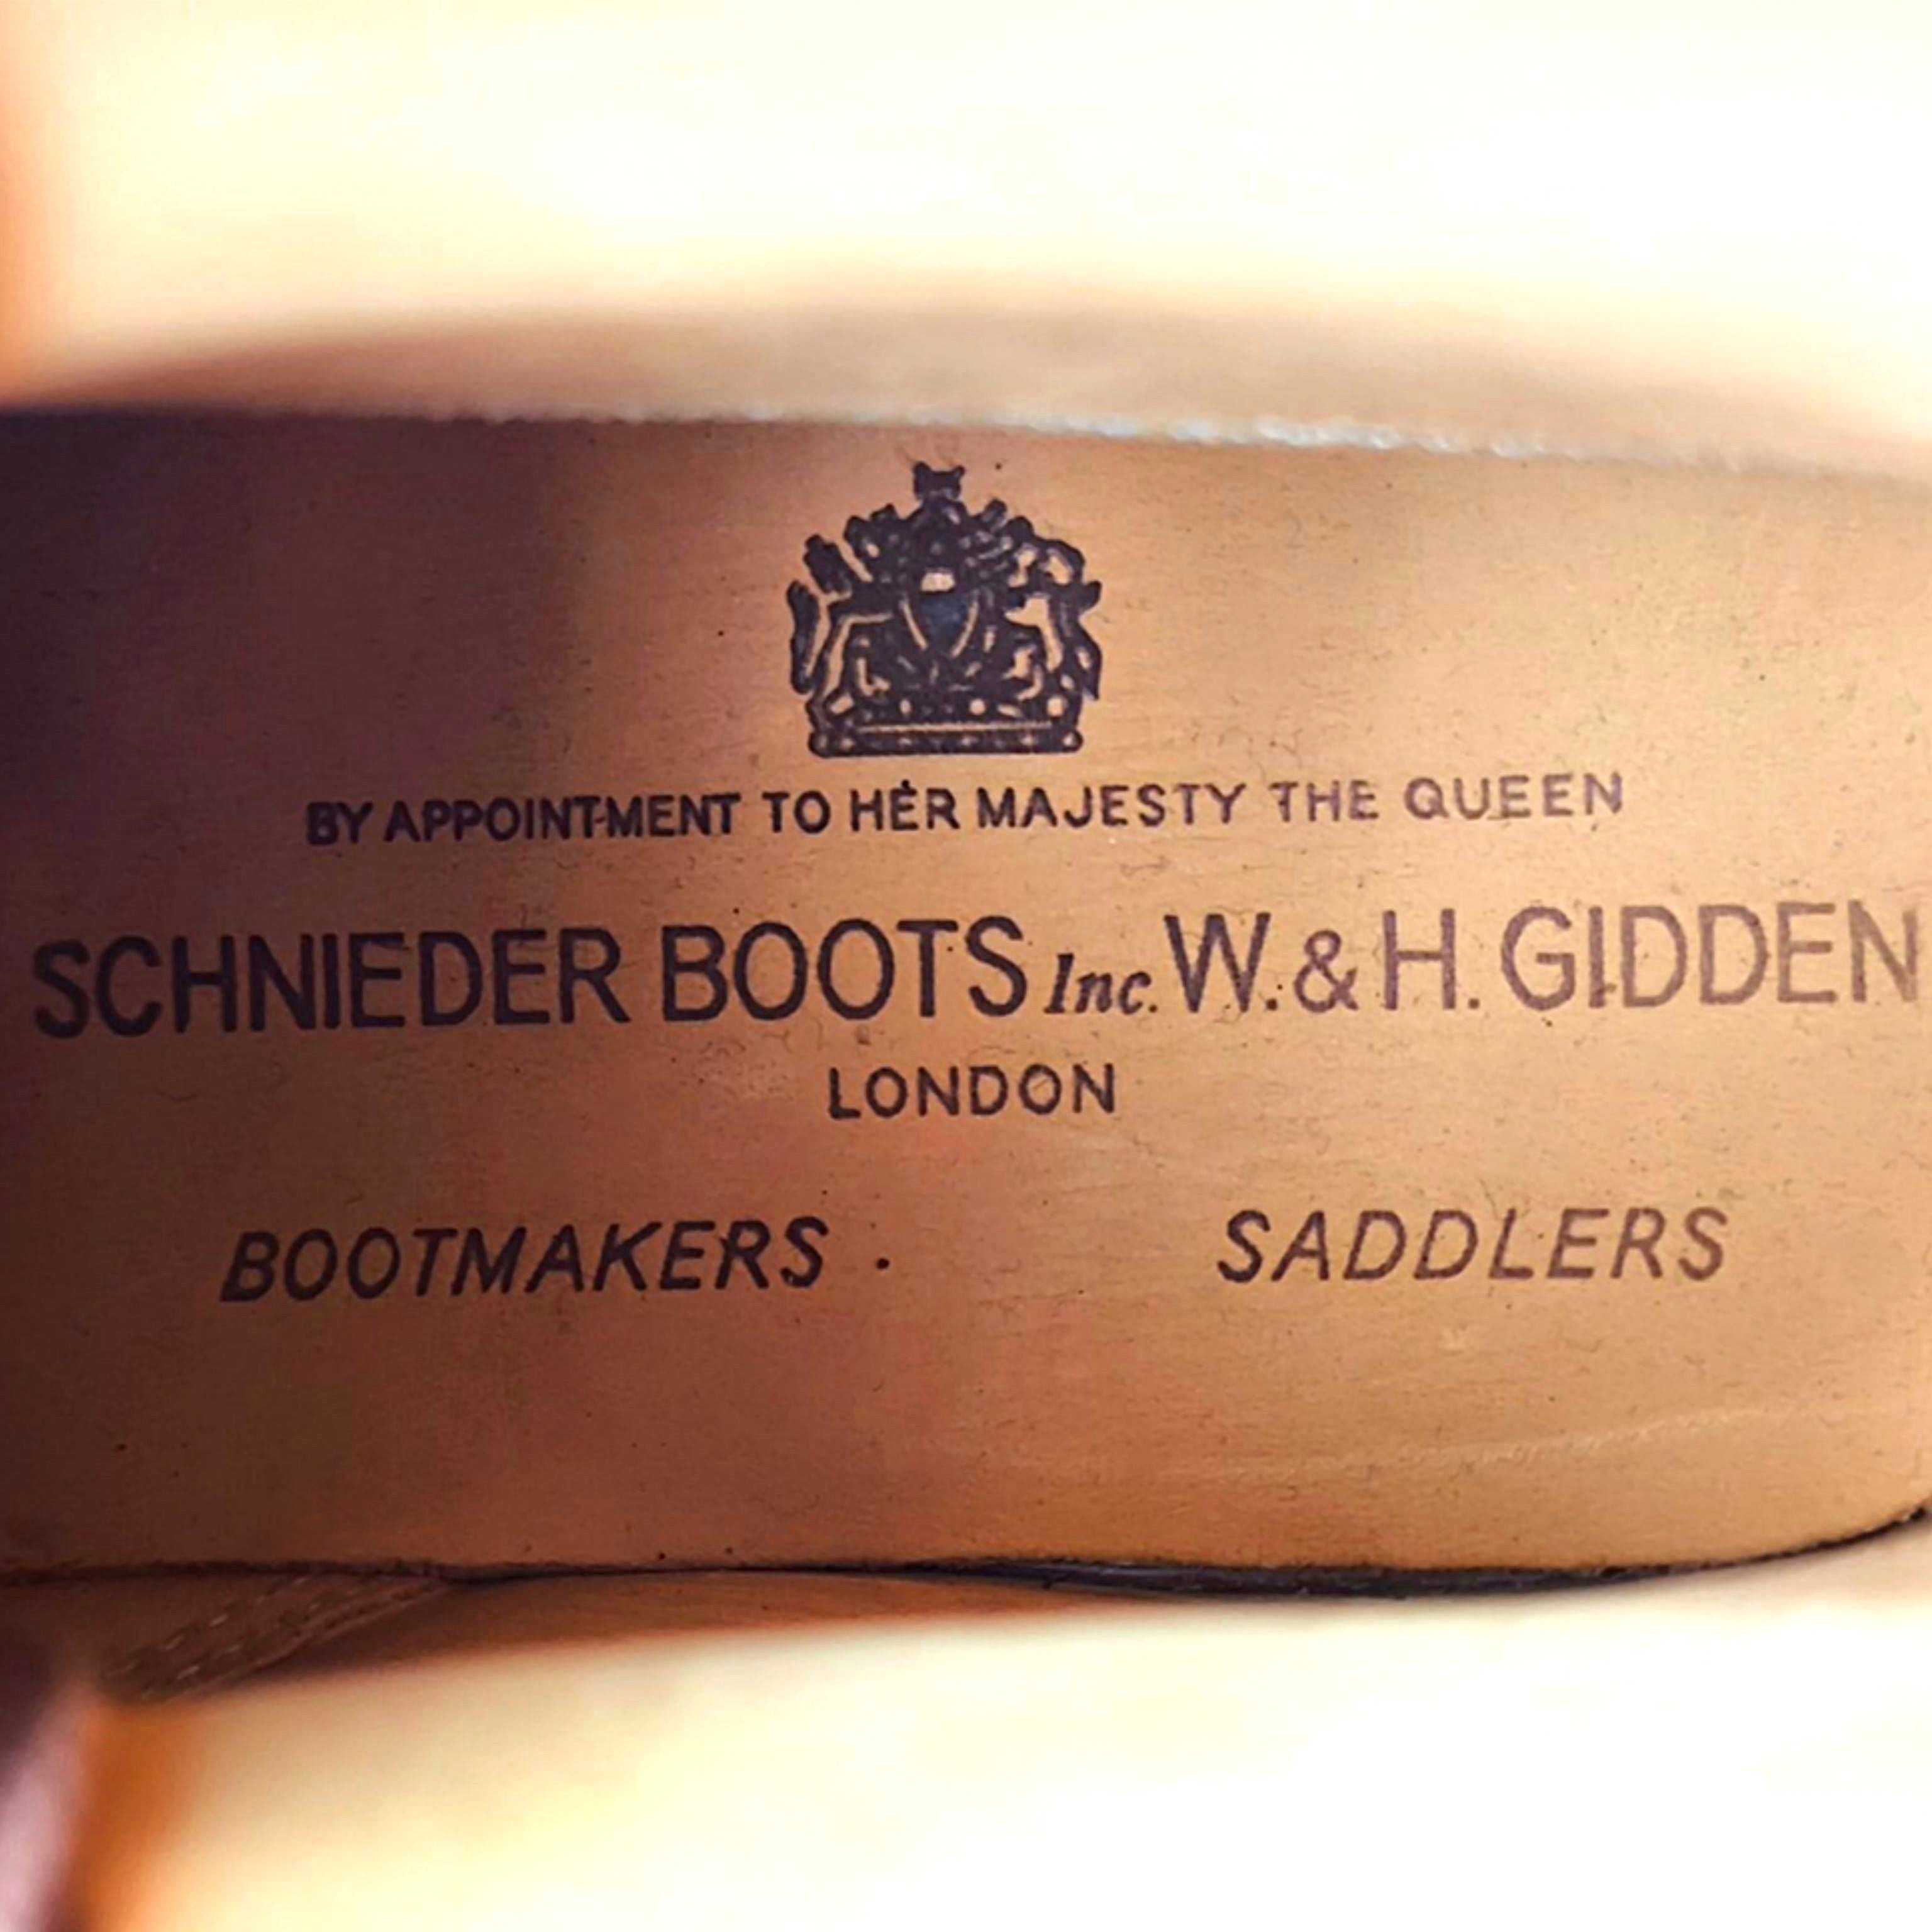 BY APPOINTMENT TO HER MAJESTY THE QUEEN
SCHNIEDER BOOTS Inc. W. & H. GIDDEN
LONDON
BOOTMAKERS · SADDLERS